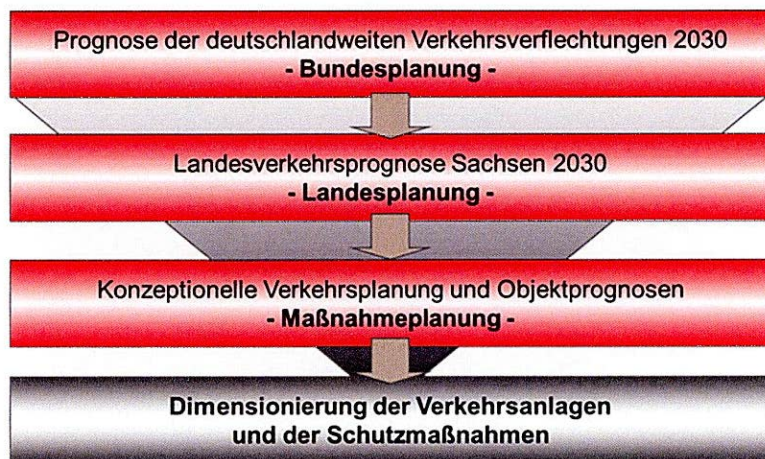 Prognose der deutschlandweiten Verkehrsverflechtungen 2030
- Bundesplanung -
Landesverkehrsprognose Sachsen 2030
- Landesplanung -
Konzeptionelle Verkehrsplanung und Objektprognosen
- Maßnahmeplanung -
Dimensionierung der Verkehrsanlagen
und der Schutzmaßnahmen